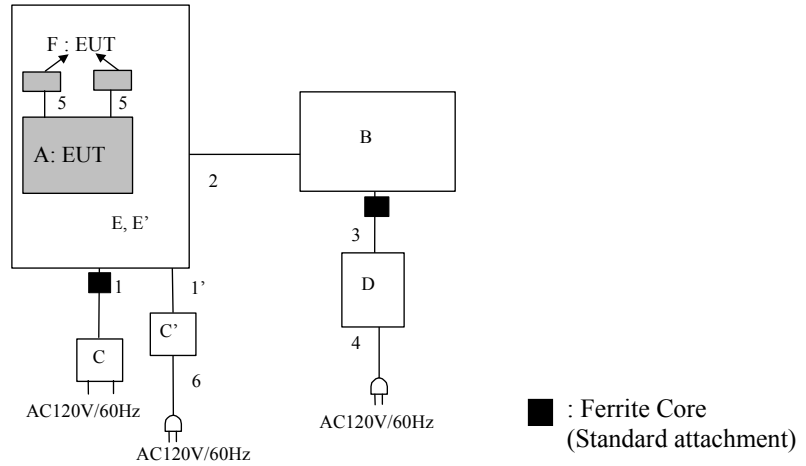 F : EUT
5
5
A: EUT
B
2
E, E’
3
1
1’
D
C’
C
4
6
AC120V/60Hz
AC120V/60Hz
AC120V/60Hz
: Ferrite Core
(Standard attachment)